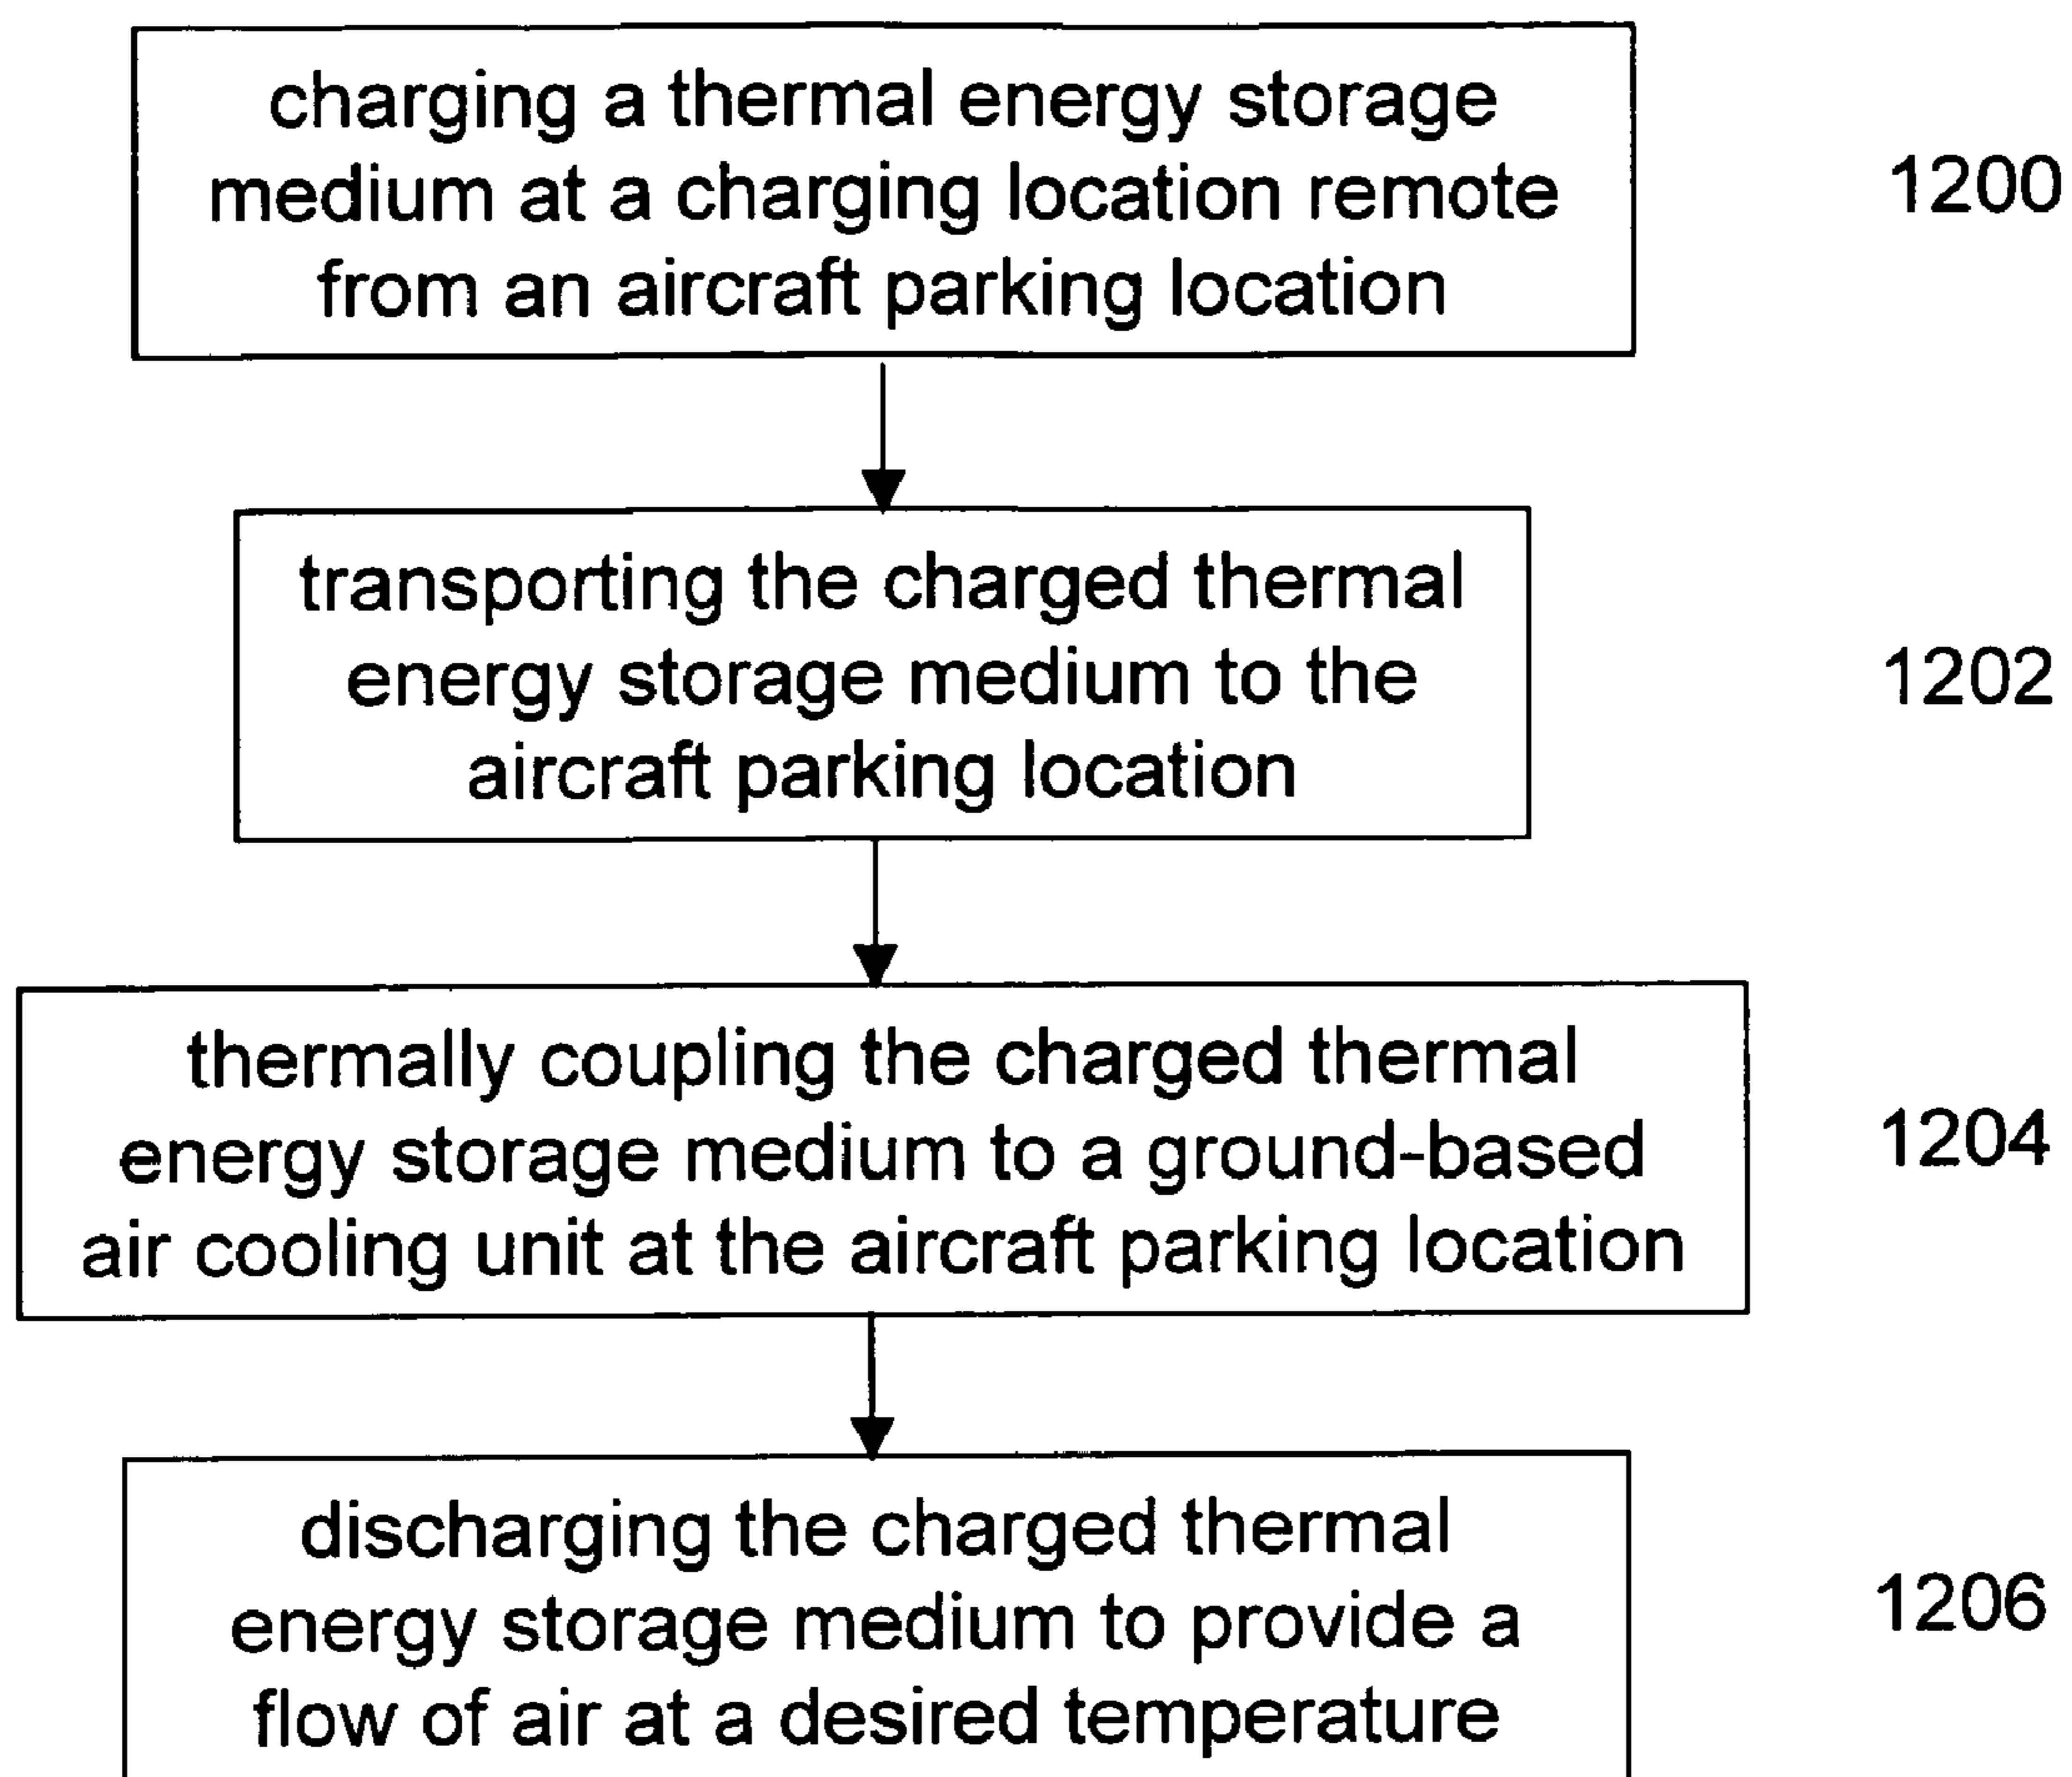 charging a thermal energy storage
medium at a charging location remote
from an aircraft parking location
1200
transporting the charged thermal
energy storage medium to the
aircraft parking location
1202
thermally coupling the charged thermal
energy storage medium to a ground-based
air cooling unit at the aircraft parking location
1204
discharging the charged thermal
energy storage medium to provide a
flow of air at a desired temperature
1206